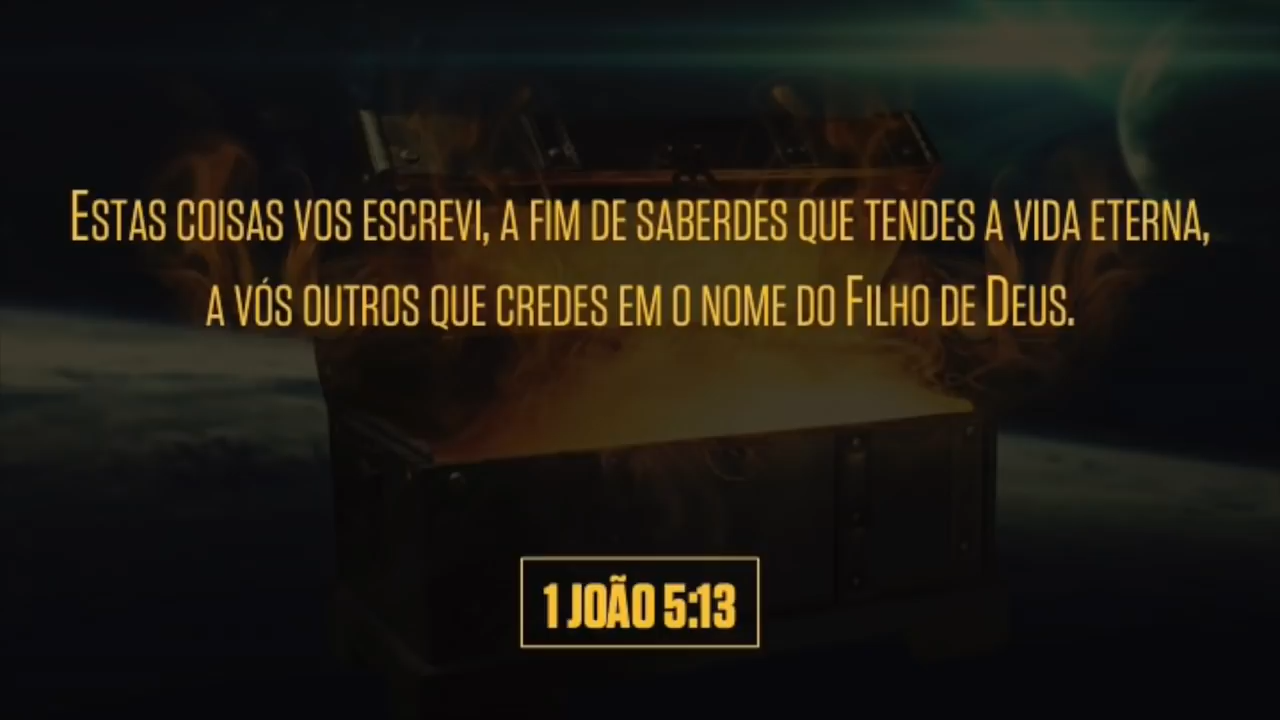 Estas coisas vos escrevi, a fim de saberdes que tendes a vida eterna,
a vós outros que credes em o nome do Filho de Deus.
1 JOÃO 5:13